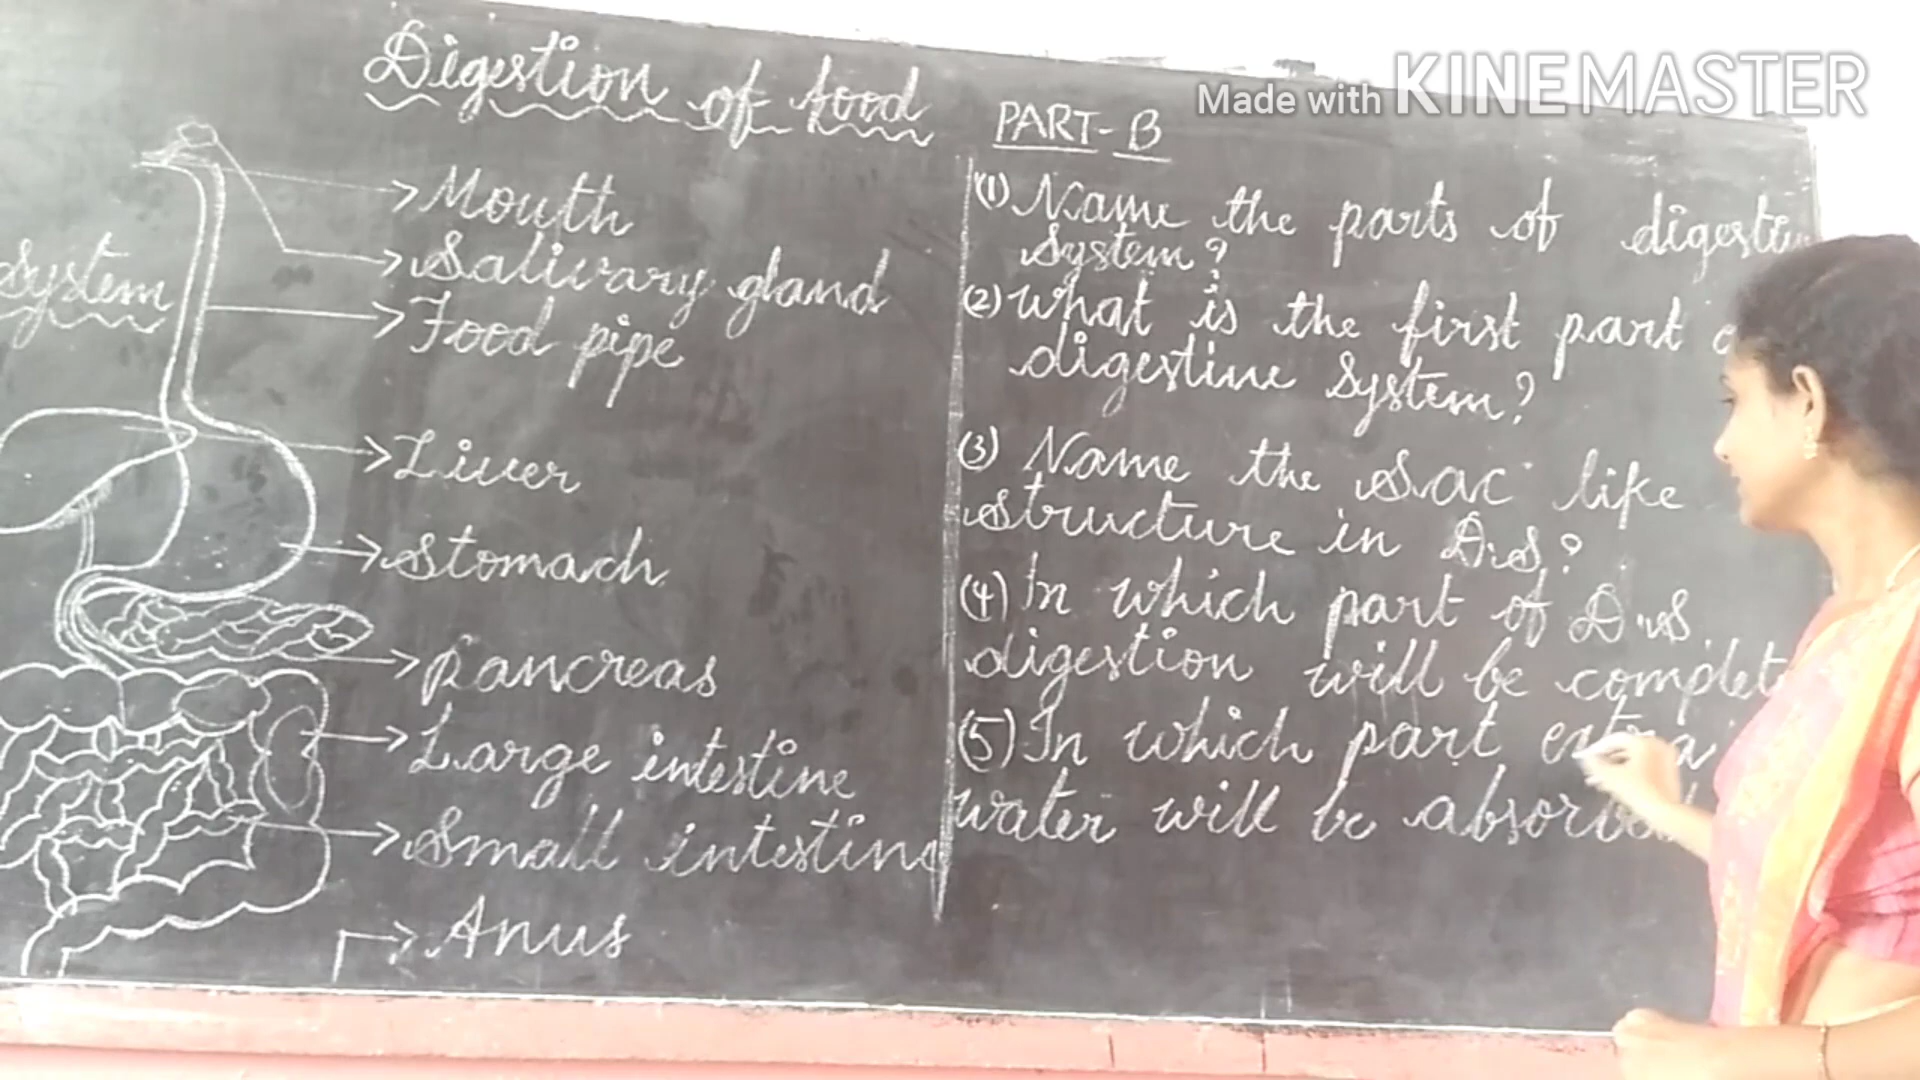 Made with KINEMASTER
Digestion of food
System
Mouth
Salivary gland
Food pipe
Liver
Stomach
Pancreas
Large intestine
Small intestine
Anus
PART-B
(1) Name the parts of
system?
(2) What is the first part
digestive system?
(3) Name the sac like
structure in D.S?
(4) In which part of D.S.
digestion will be
(5) In which part extra
water will be